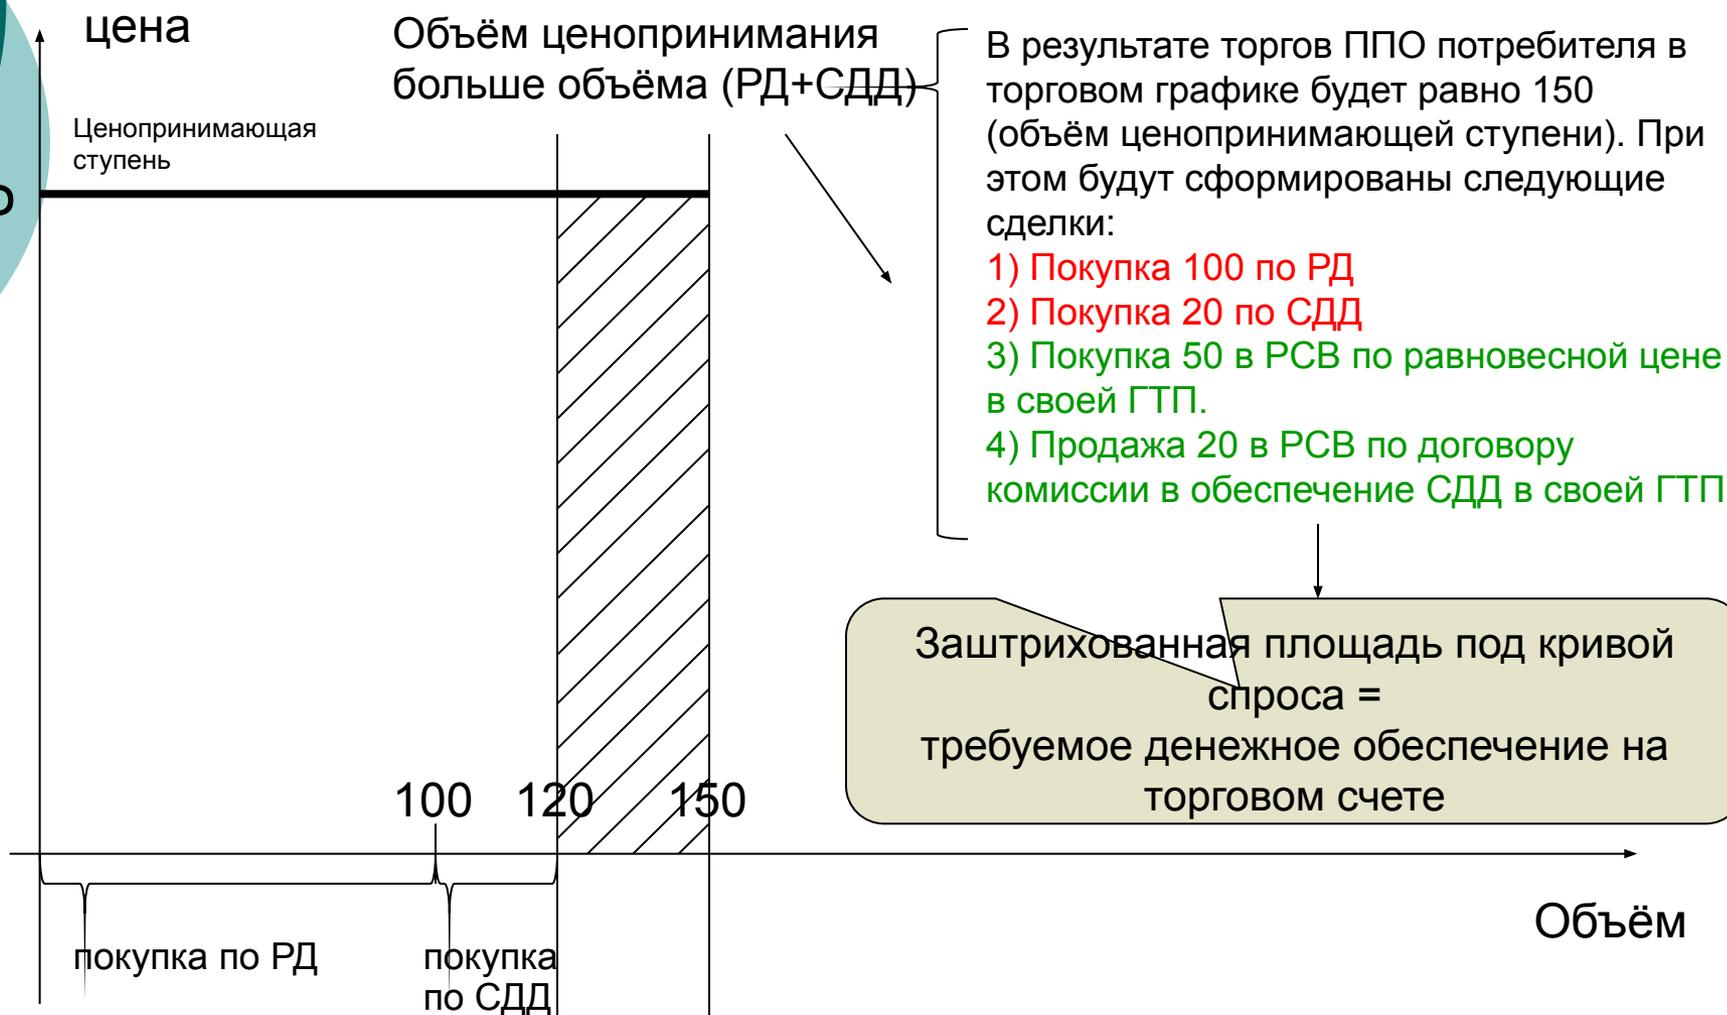 цена
Объём ценопринимания
больше объёма (РД+СДД)
Ценопринимающая
ступень
В результате торгов ППО потребителя в
торговом графике будет равно 150
(объём ценопринимающей ступени). При
этом будут сформированы следующие
сделки:
1) Покупка 100 по РД
2) Покупка 20 по СДД
3) Покупка 50 в РСВ по равновесной цене
в своей ГТП.
4) Продажа 20 в РСВ по договору
комиссии в обеспечение СДД в своей ГТП
Заштрихованная площадь под кривой
спроса =
требуемое денежное обеспечение на
торговом счете
100 120 150
Объём
покупка по РД
покупка
по СДД